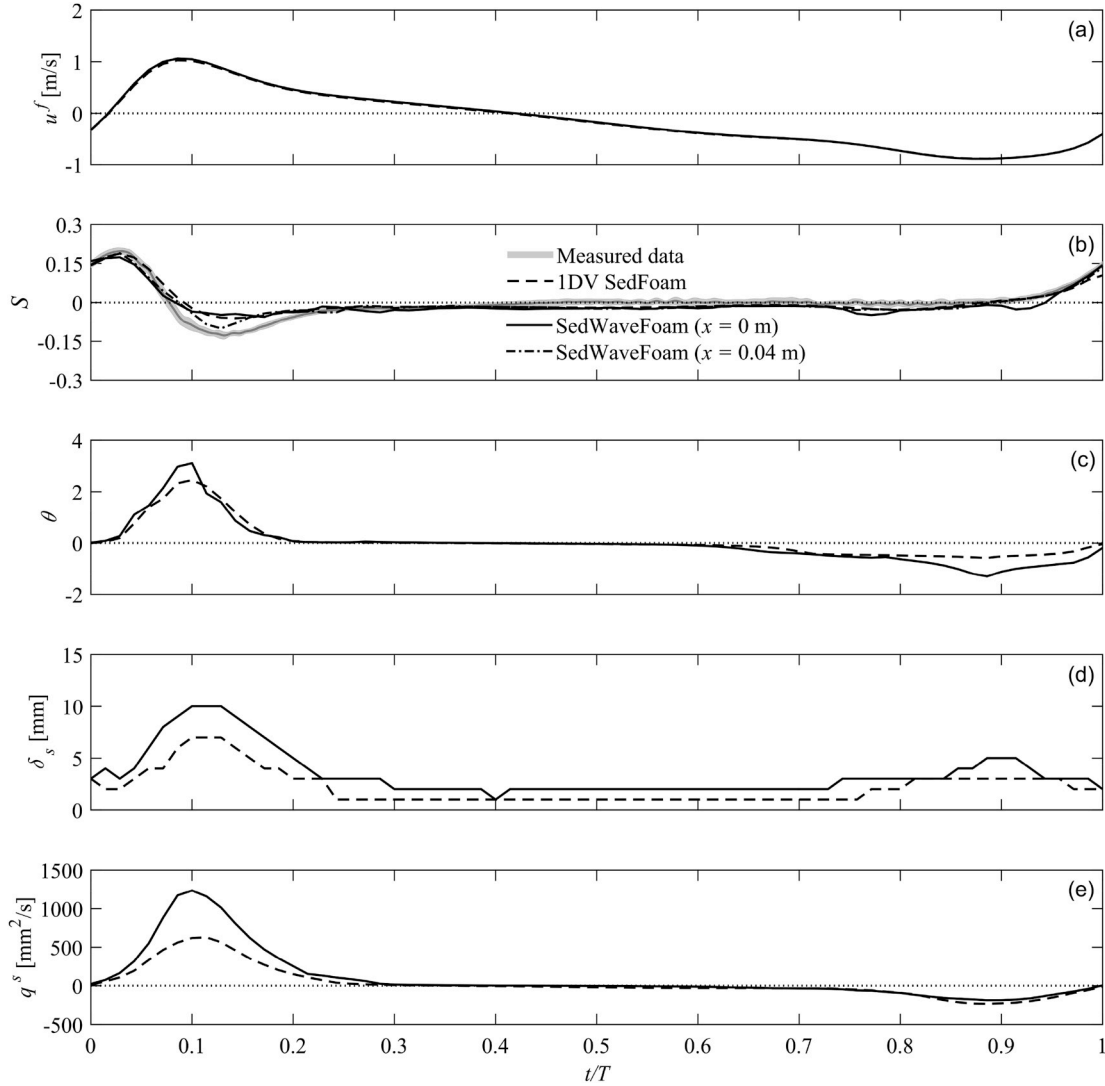 (a)
2
1
0
-1
u^f [m/s]
(b)
0.3
0.15
0
-0.15
-0.3
S
Measured data
1DV SedFoam
SedWaveFoam (x = 0 m)
SedWaveFoam (x = 0.04 m)
(c)
4
2
0
-2
θ
(d)
15
10
5
0
δ_s [mm]
(e)
1500
1000
500
0
-500
q^s [mm²/s]
0 0.1 0.2 0.3 0.4 0.5 0.6 0.7 0.8 0.9 1
t/T